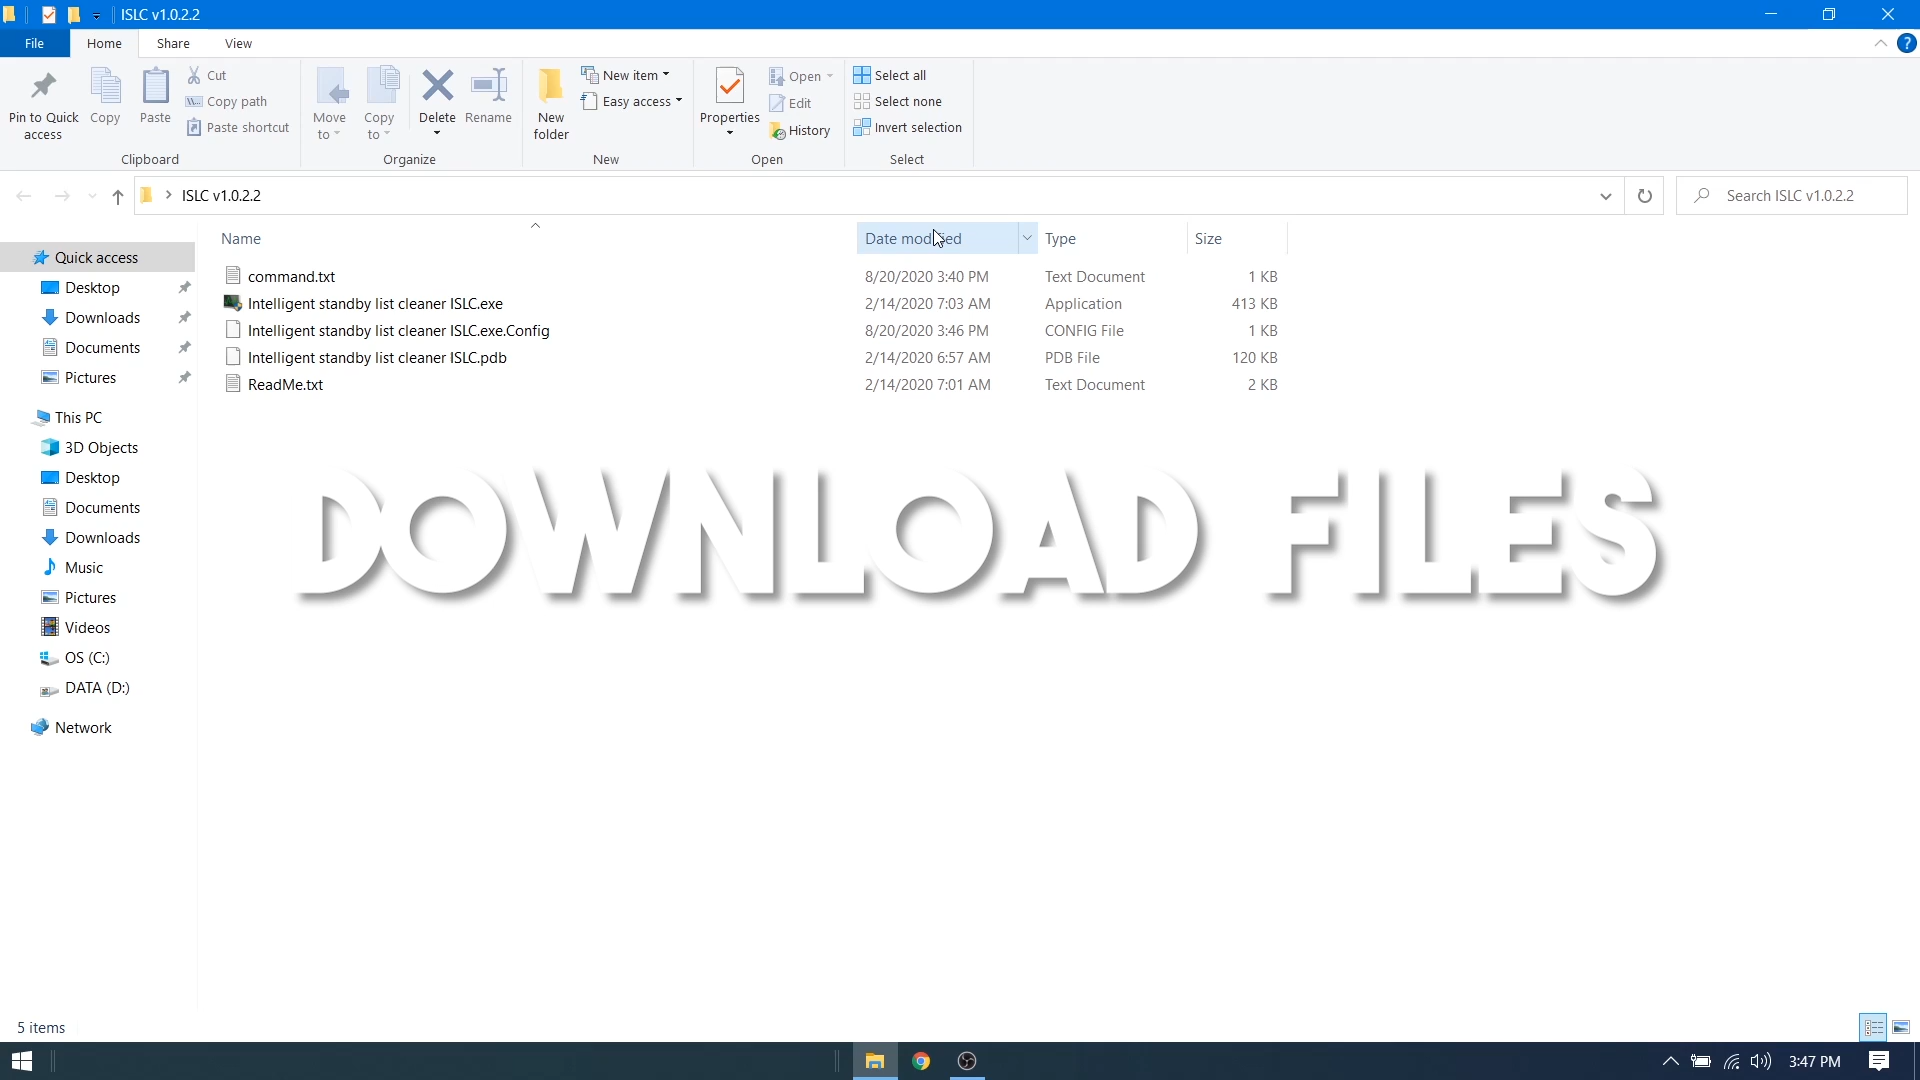 ISLC v1.0.2.2
File Home Share View
Pin to Quick access
Copy
Paste
Cut
Copy path
Paste shortcut
Clipboard
Move to
Copy to
Delete
Rename
Organize
New folder
New item
Easy access
New
Properties
Open
Edit
History
Open
Select all
Select none
Invert selection
Select
ISLC v1.0.2.2
Search ISLC v1.0.2.2
Name Date modified Type Size
command.txt 8/20/2020 3:40 PM Text Document 1 KB
Intelligent standby list cleaner ISLC.exe 2/14/2020 7:03 AM Application 413 KB
Intelligent standby list cleaner ISLC.exe.Config 8/20/2020 3:46 PM CONFIG File 1 KB
Intelligent standby list cleaner ISLC.pdb 2/14/2020 6:57 AM PDB File 120 KB
ReadMe.txt 2/14/2020 7:01 AM Text Document 2 KB
Quick access
Desktop
Downloads
Documents
Pictures
This PC
3D Objects
Desktop
Documents
Downloads
Music
Pictures
Videos
OS (C:)
DATA (D:)
Network
DOWNLOAD FILES
5 items
3:47 PM